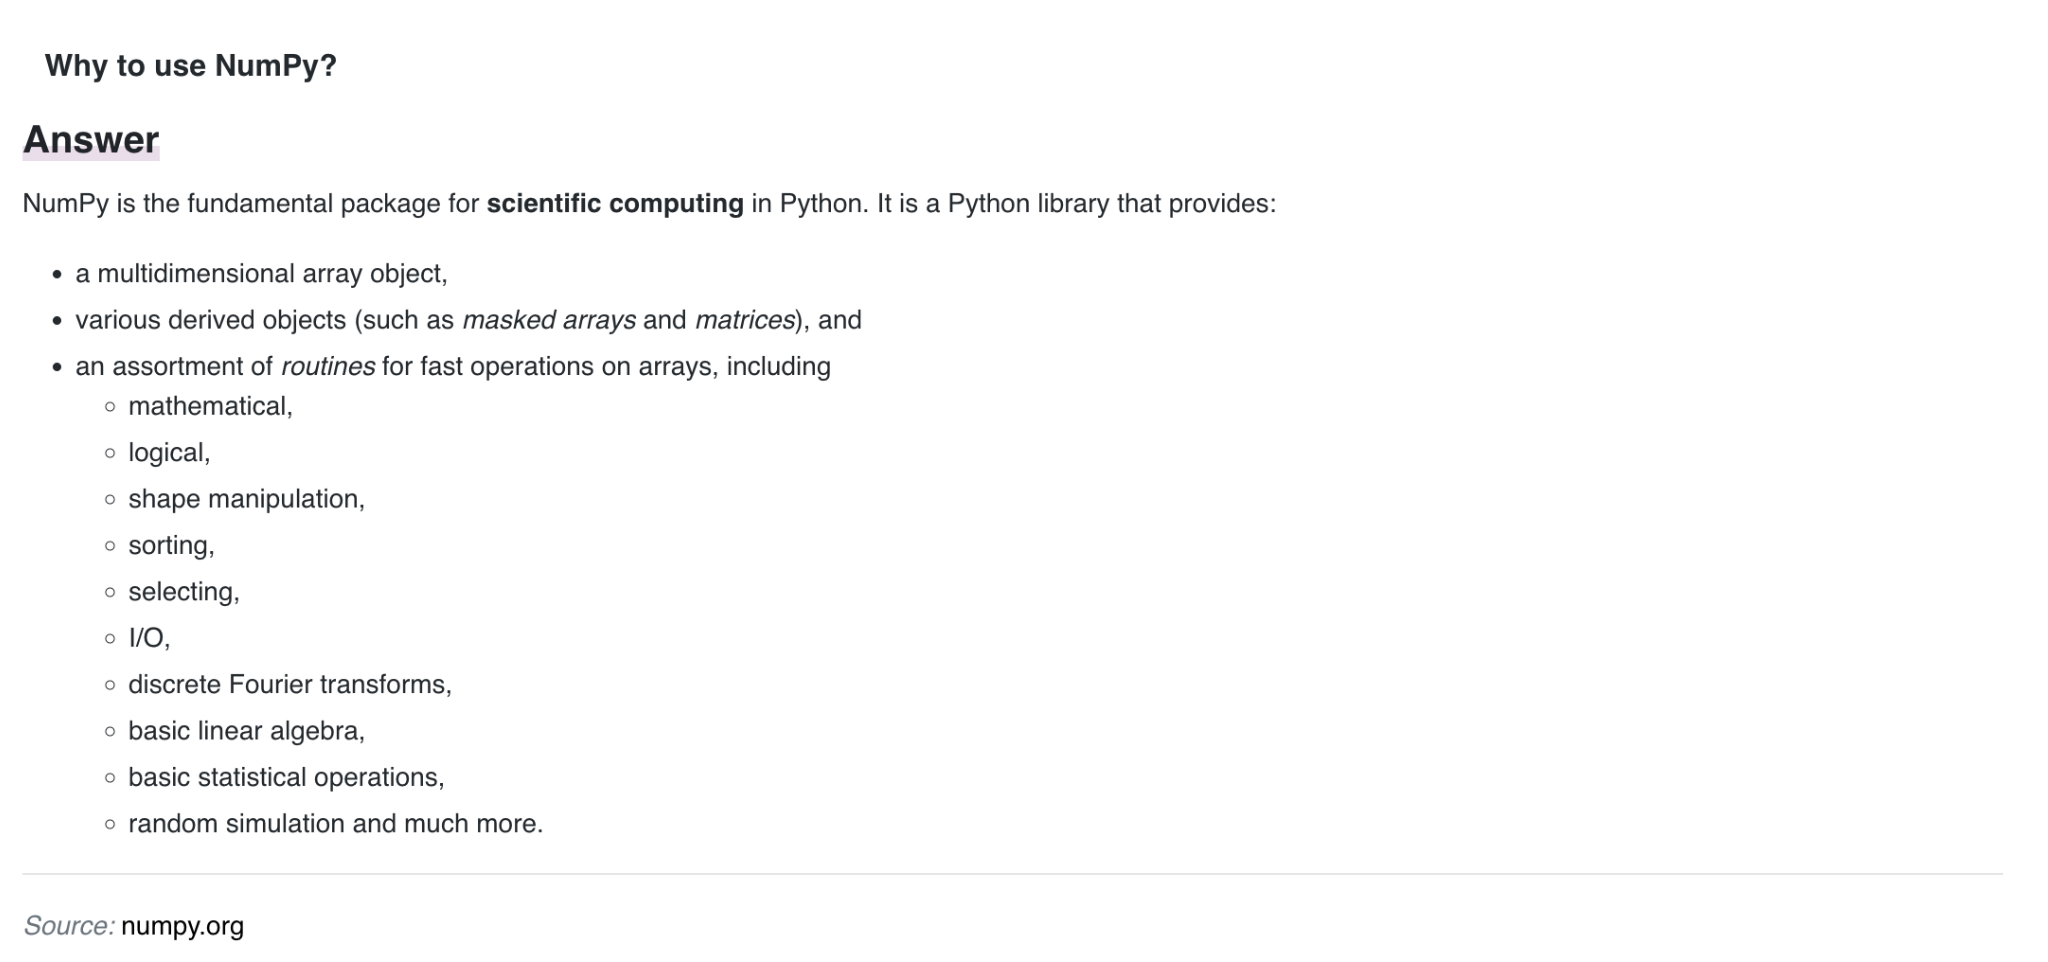 Why to use NumPy?
Answer
NumPy is the fundamental package for scientific computing in Python. It is a Python library that provides:
• a multidimensional array object,
• various derived objects (such as masked arrays and matrices), and
• an assortment of routines for fast operations on arrays, including
◦ mathematical,
◦ logical,
◦ shape manipulation,
◦ sorting,
◦ selecting,
◦ I/O,
◦ discrete Fourier transforms,
◦ basic linear algebra,
◦ basic statistical operations,
◦ random simulation and much more.
Source: numpy.org